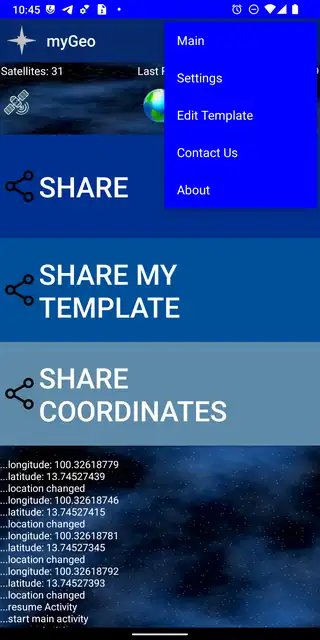 10:45
myGeo
Main
Settings
Edit Template
Contact Us
About
Satellites: 31
Last
SHARE
SHARE MY
TEMPLATE
SHARE
COORDINATES
...longitude: 100.32618779
...latitude: 13.74527439
...location changed
...longitude: 100.32618746
...latitude: 13.74527415
...location changed
...longitude: 100.32618781
...latitude: 13.74527345
...location changed
...longitude: 100.32618792
...latitude: 13.74527393
...location changed
...resume Activity
...start main activity